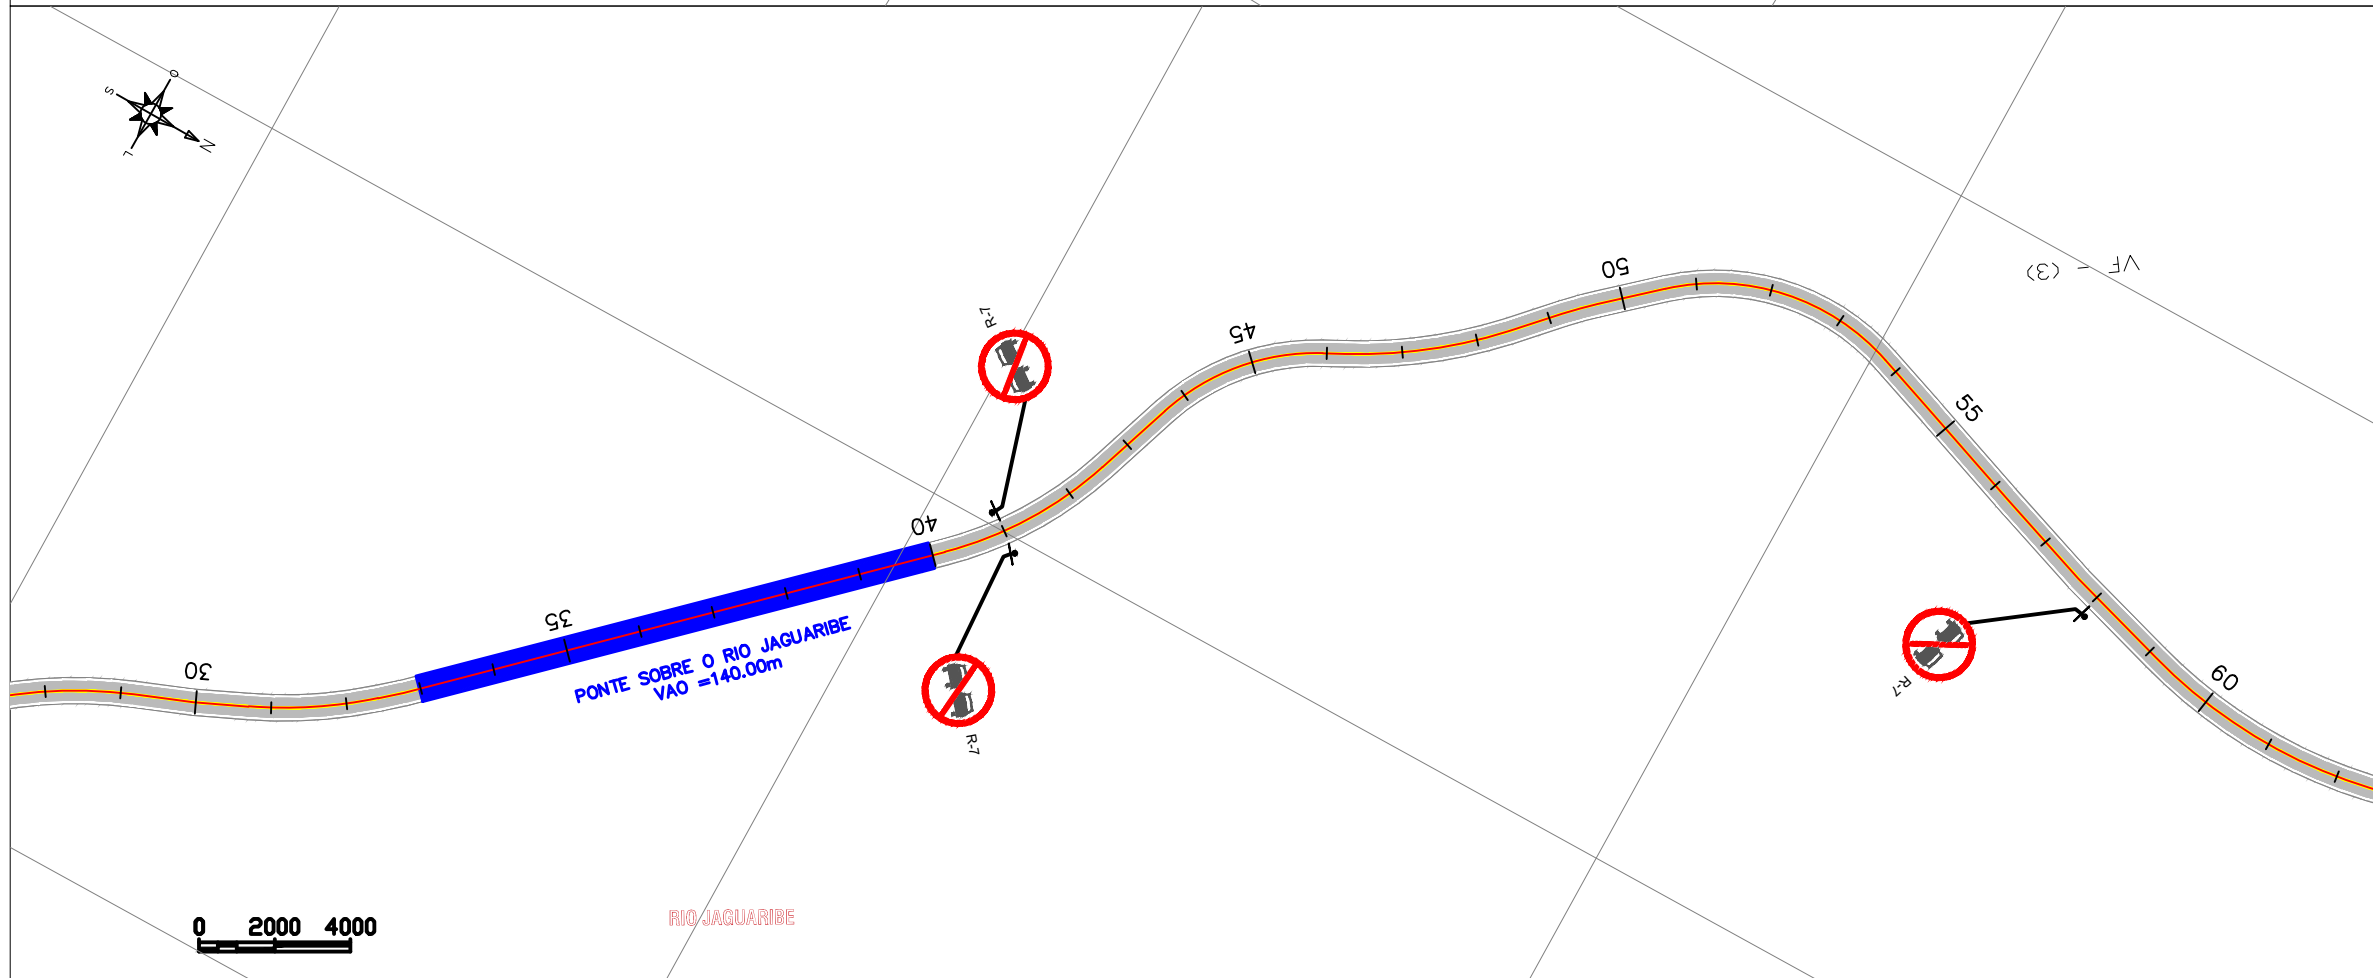 O
S
N
L
VF - (3)
50
R-7
45
55
40
35
PONTE SOBRE O RIO JAGUARIBE
VAO =140.00m
30
60
R-7
R-7
RIO JAGUARIBE
0 2000 4000